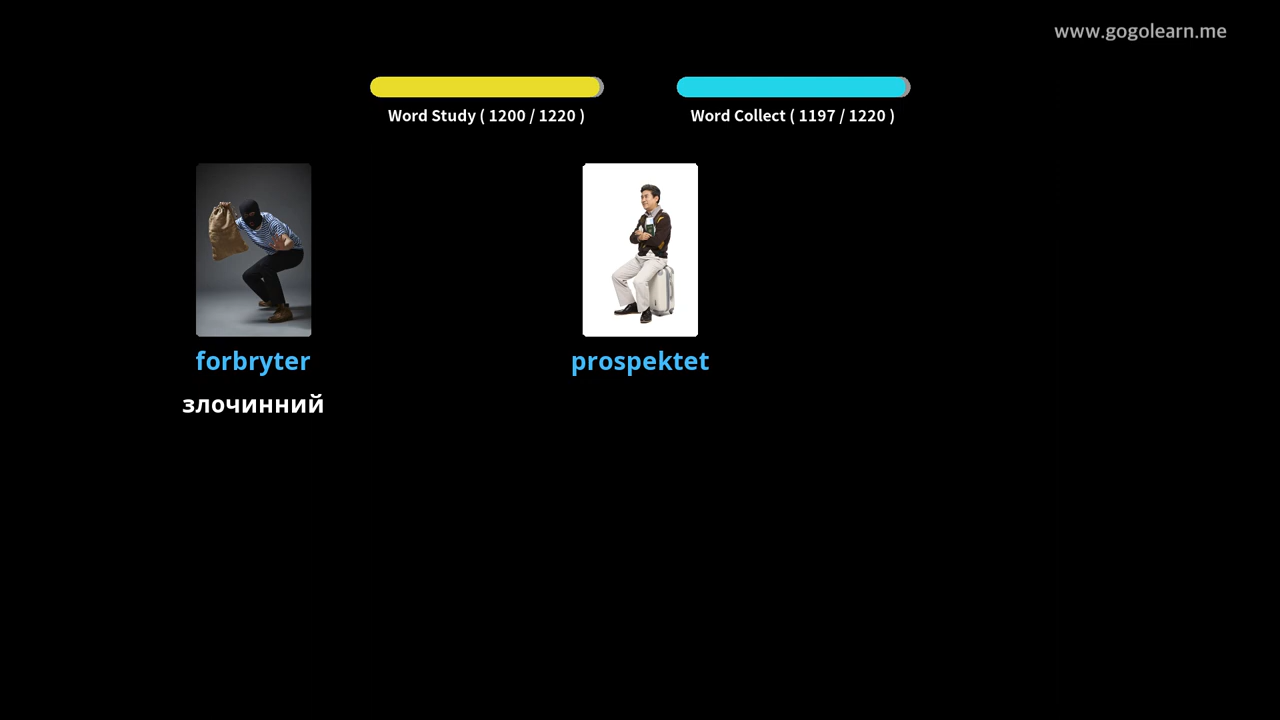 www.gogolearn.me
Word Study ( 1200 / 1220 )
Word Collect ( 1197 / 1220 )
forbryter
prospektet
злочинний